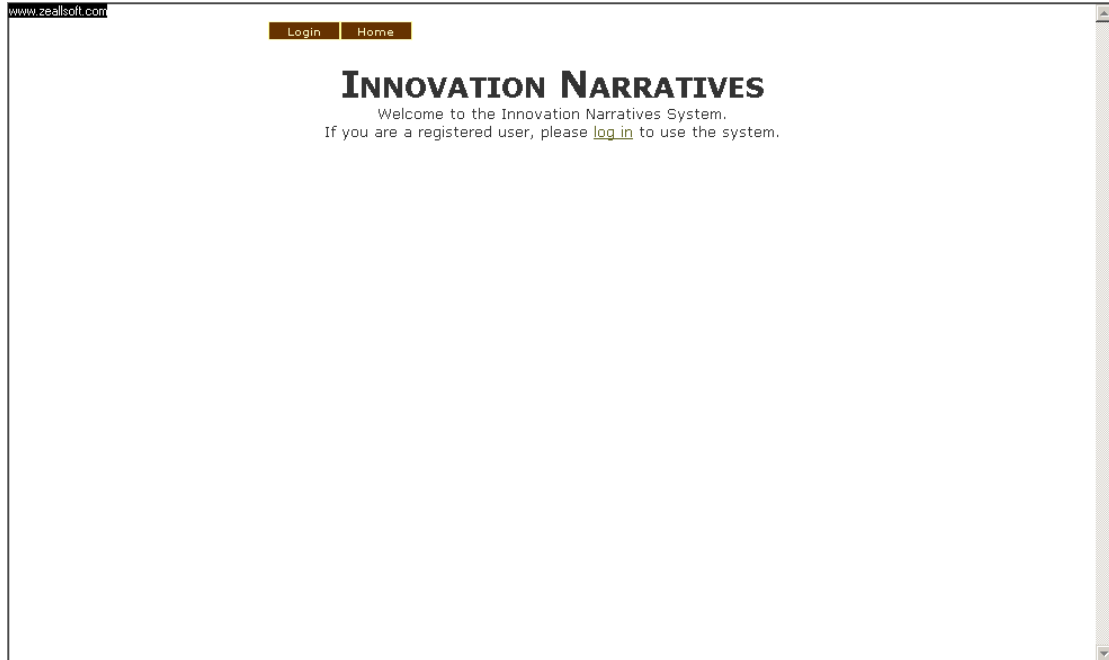 www.zeallsoft.com
Login Home
Innovation Narratives
Welcome to the Innovation Narratives System.
If you are a registered user, please log in to use the system.